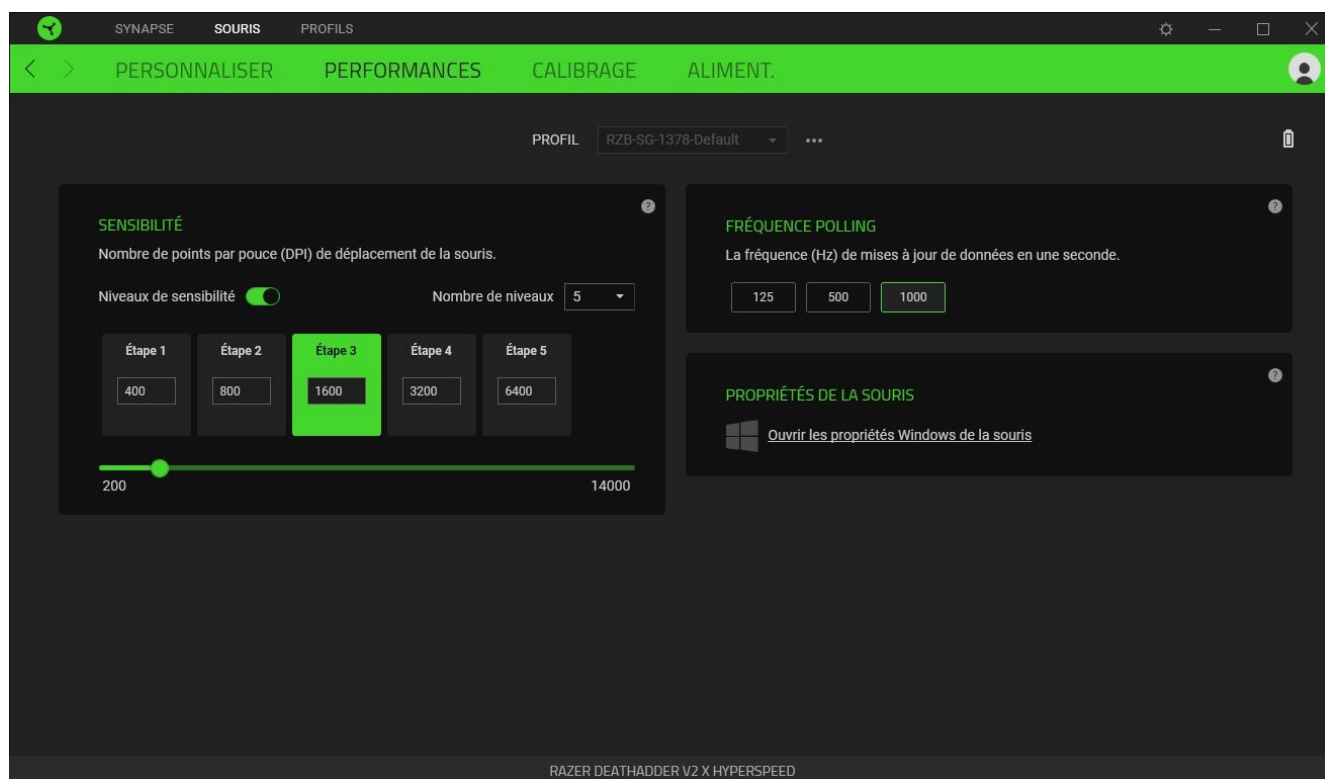 SYNAPSE SOURIS PROFILS
PERSONNALISER PERFORMANCES CALIBRAGE ALIMENT.
PROFIL RZB-SG-1378-Default
SENSIBILITÉ
Nombre de points par pouce (DPI) de déplacement de la souris.
Niveaux de sensibilité Nombre de niveaux 5
Étape 1 Étape 2 Étape 3 Étape 4 Étape 5
400 800 1600 3200 6400
200 14000
FRÉQUENCE POLLING
La fréquence (Hz) de mises à jour de données en une seconde.
125 500 1000
PROPRIÉTÉS DE LA SOURIS
Ouvrir les propriétés Windows de la souris
RAZER DEATHADDER V2 X HYPERSPEED